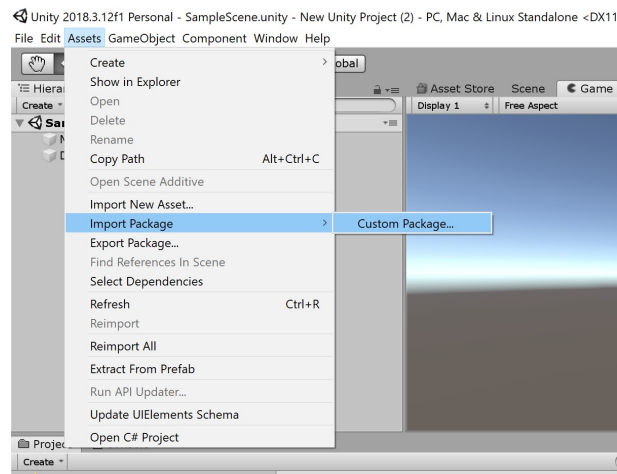 Unity 2018.3.12f1 Personal - SampleScene.unity - New Unity Project (2) - PC, Mac & Linux Standalone <DX11
File Edit Assets GameObject Component Window Help
obal
Create
Show in Explorer
Open
Delete
Rename
Copy Path Alt+Ctrl+C
Open Scene Additive
Import New Asset...
Import Package
Custom Package...
Export Package...
Find References In Scene
Select Dependencies
Refresh Ctrl+R
Reimport
Reimport All
Extract From Prefab
Run API Updater...
Update UIElements Schema
Open C# Project
Hiera
Create
Sar
Asset Store Scene Game
Display 1 Free Aspect
Projec
Create